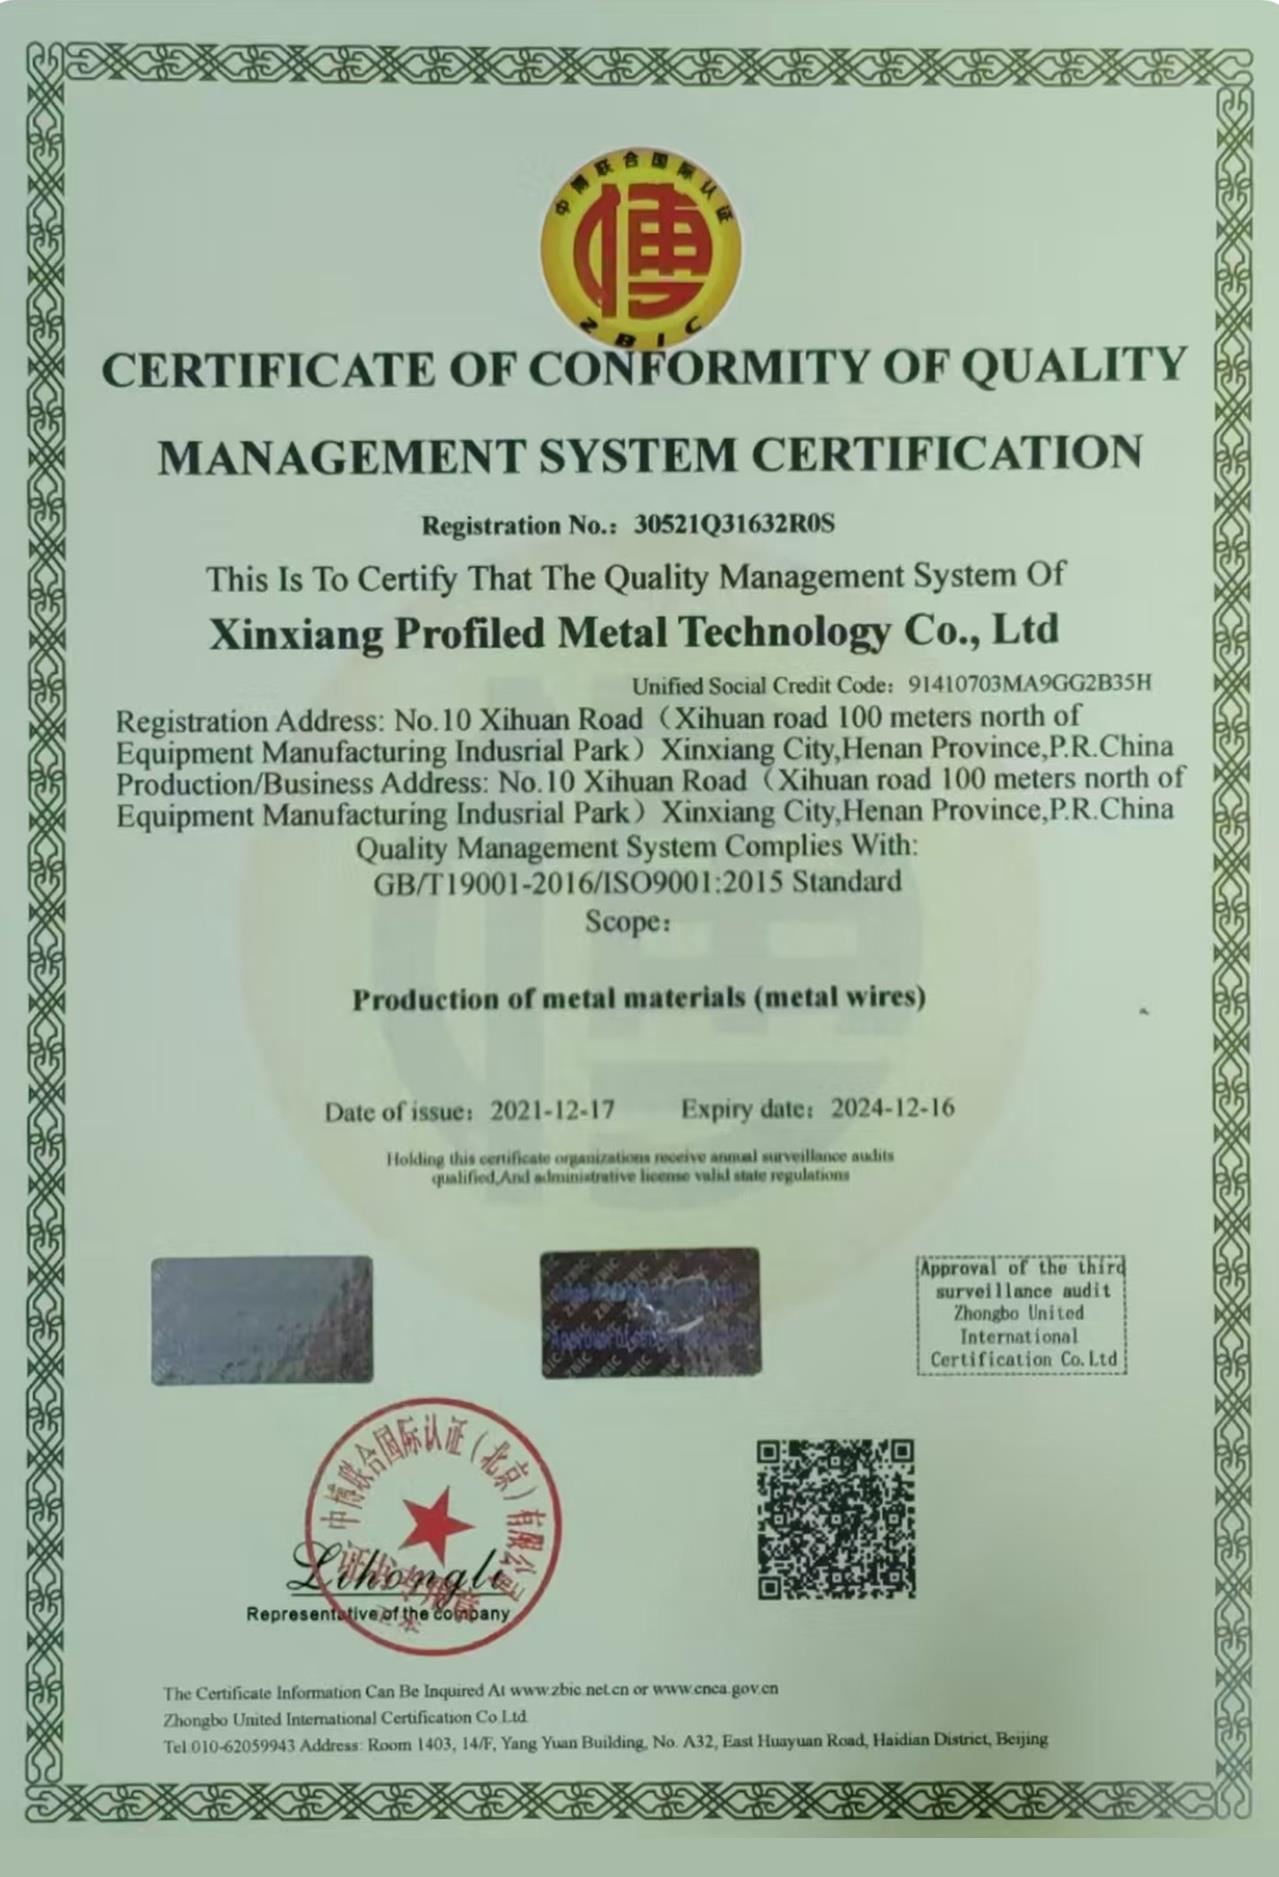 中博联合国际认证
ZBIC
CERTIFICATE OF CONFORMITY OF QUALITY
MANAGEMENT SYSTEM CERTIFICATION
Registration No.: 30521Q31632R0S
This Is To Certify That The Quality Management System Of
Xinxiang Profiled Metal Technology Co., Ltd
Unified Social Credit Code: 91410703MA9GG2B35H
Registration Address: No.10 Xihuan Road（Xihuan road 100 meters north of
Equipment Manufacturing Indusrial Park）Xinxiang City,Henan Province,P.R.China
Production/Business Address: No.10 Xihuan Road（Xihuan road 100 meters north of
Equipment Manufacturing Indusrial Park）Xinxiang City,Henan Province,P.R.China
Quality Management System Complies With:
GB/T19001-2016/ISO9001:2015 Standard
Scope:
Production of metal materials (metal wires)
Date of issue: 2021-12-17 Expiry date: 2024-12-16
Holding this certificate organizations receive annual surveillance audits
qualified,And administrative license valid state regulations
Approval of the third
surveillance audit
Zhongbo United
International
Certification Co.Ltd
中博联合国际认证（北京）有限公司
证书专用章
Lihongli
Representative of the company
The Certificate Information Can Be Inquired At www.zbic.net.cn or www.cnca.gov.cn
Zhongbo United International Certification Co.Ltd.
Tel:010-62059943 Address: Room 1403, 14/F, Yang Yuan Building, No. A32, East Huayuan Road, Haidian District, Beijing